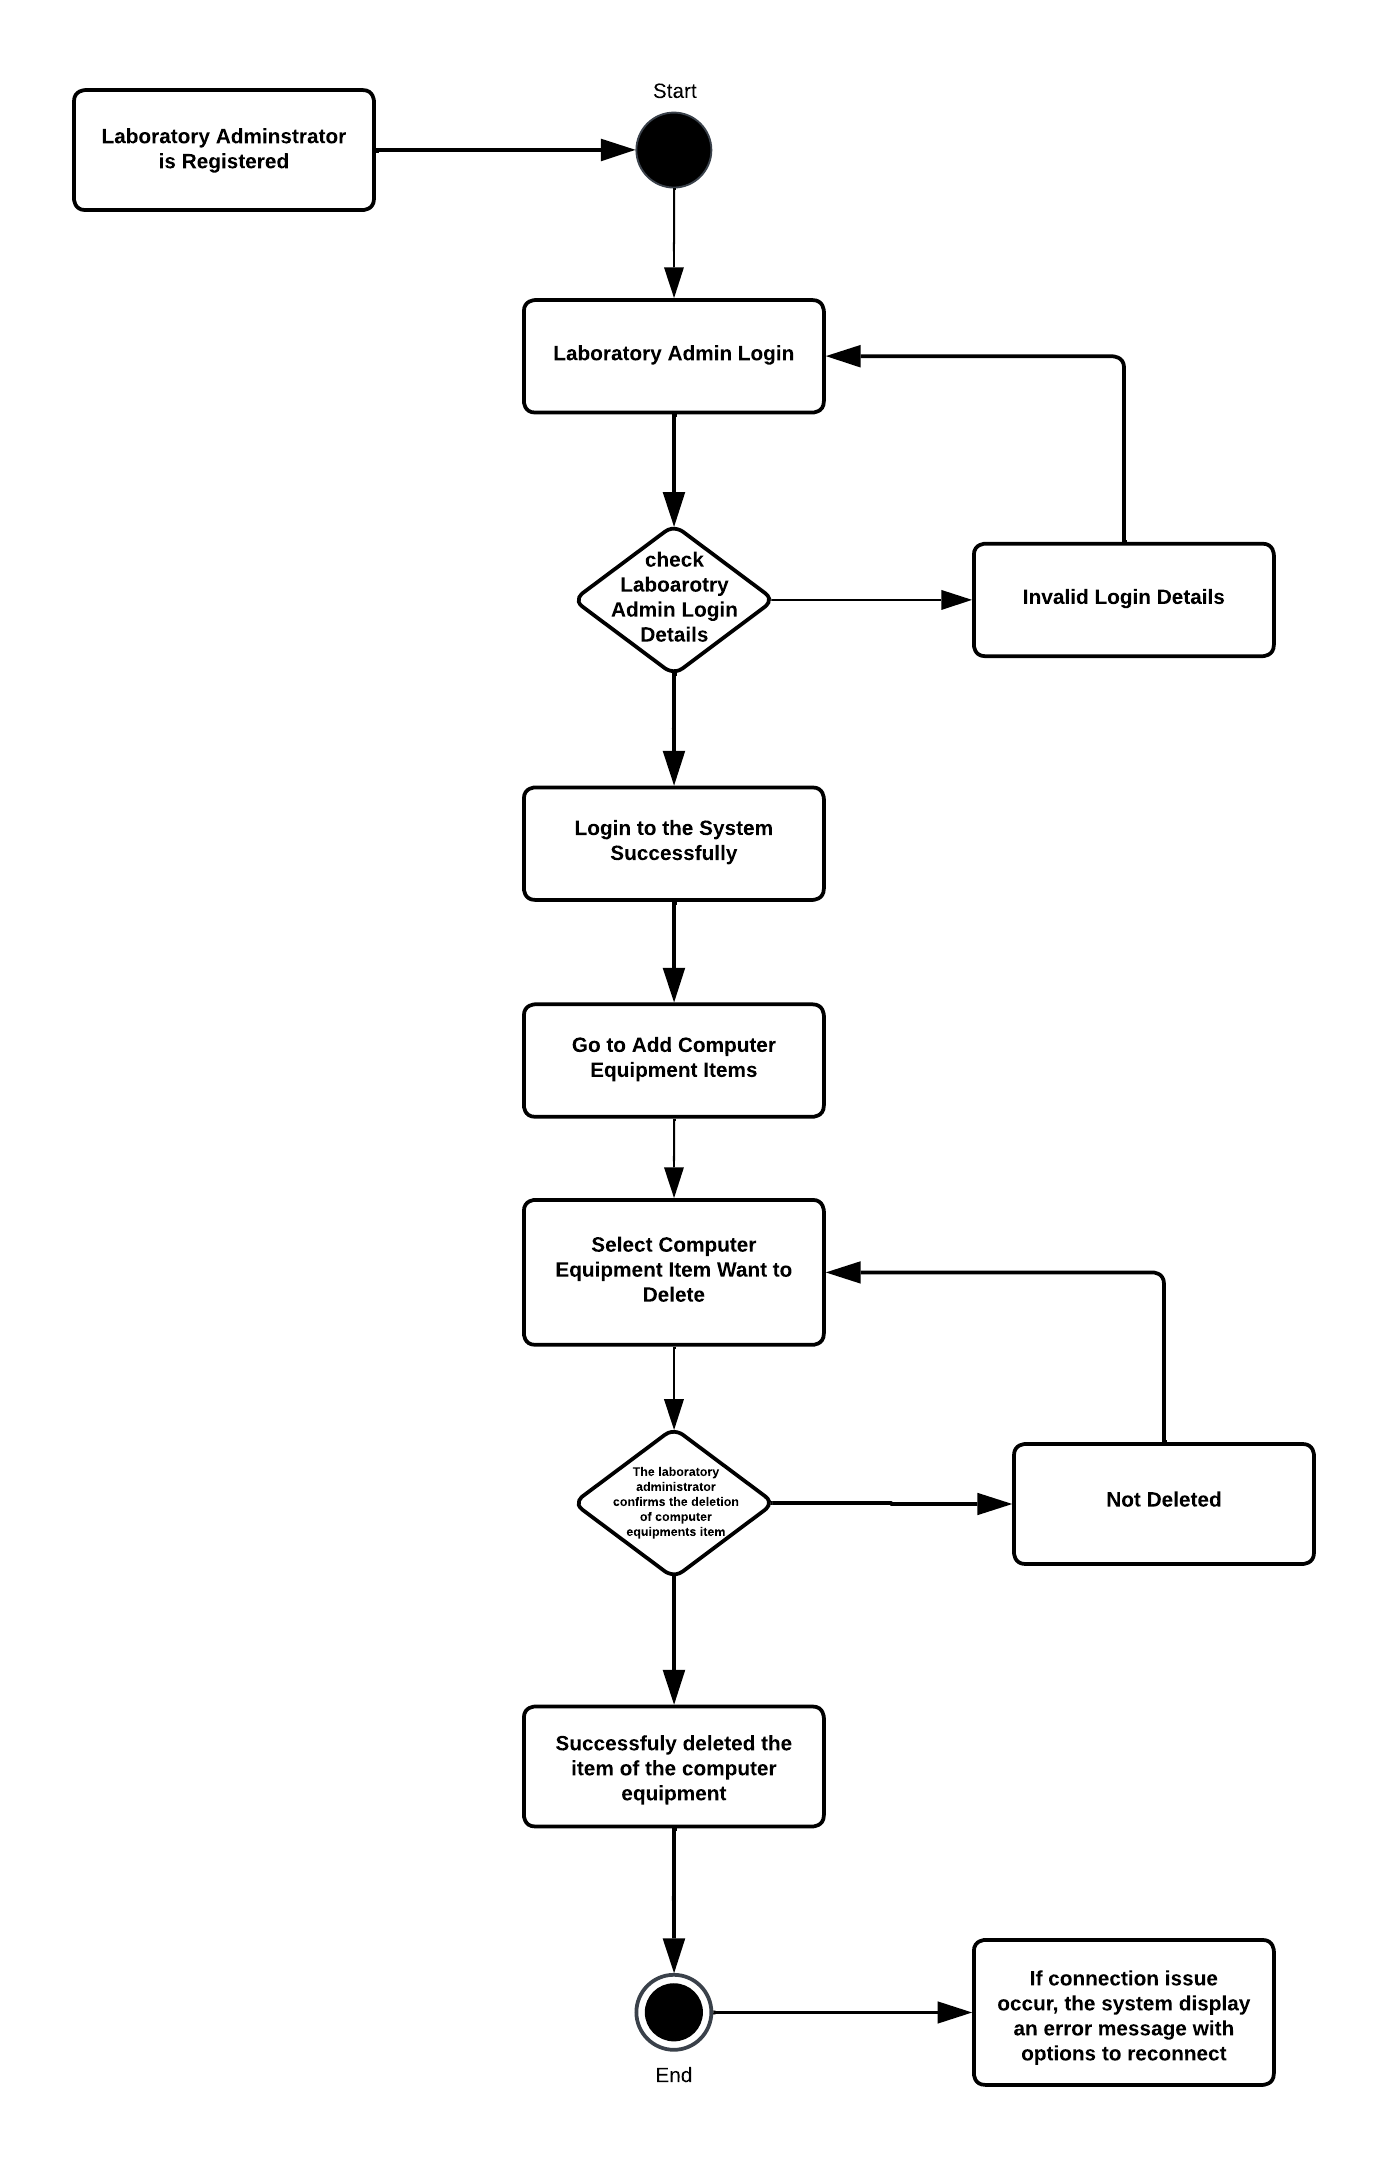 Start
Laboratory Adminstrator
is Registered
Laboratory Admin Login
check
Laboarotry
Admin Login
Details
Invalid Login Details
Login to the System
Successfully
Go to Add Computer
Equipment Items
Select Computer
Equipment Item Want to
Delete
The laboratory
administrator
confirms the deletion
of computer
equipments item
Not Deleted
Successfuly deleted the
item of the computer
equipment
If connection issue
occur, the system display
an error message with
options to reconnect
End